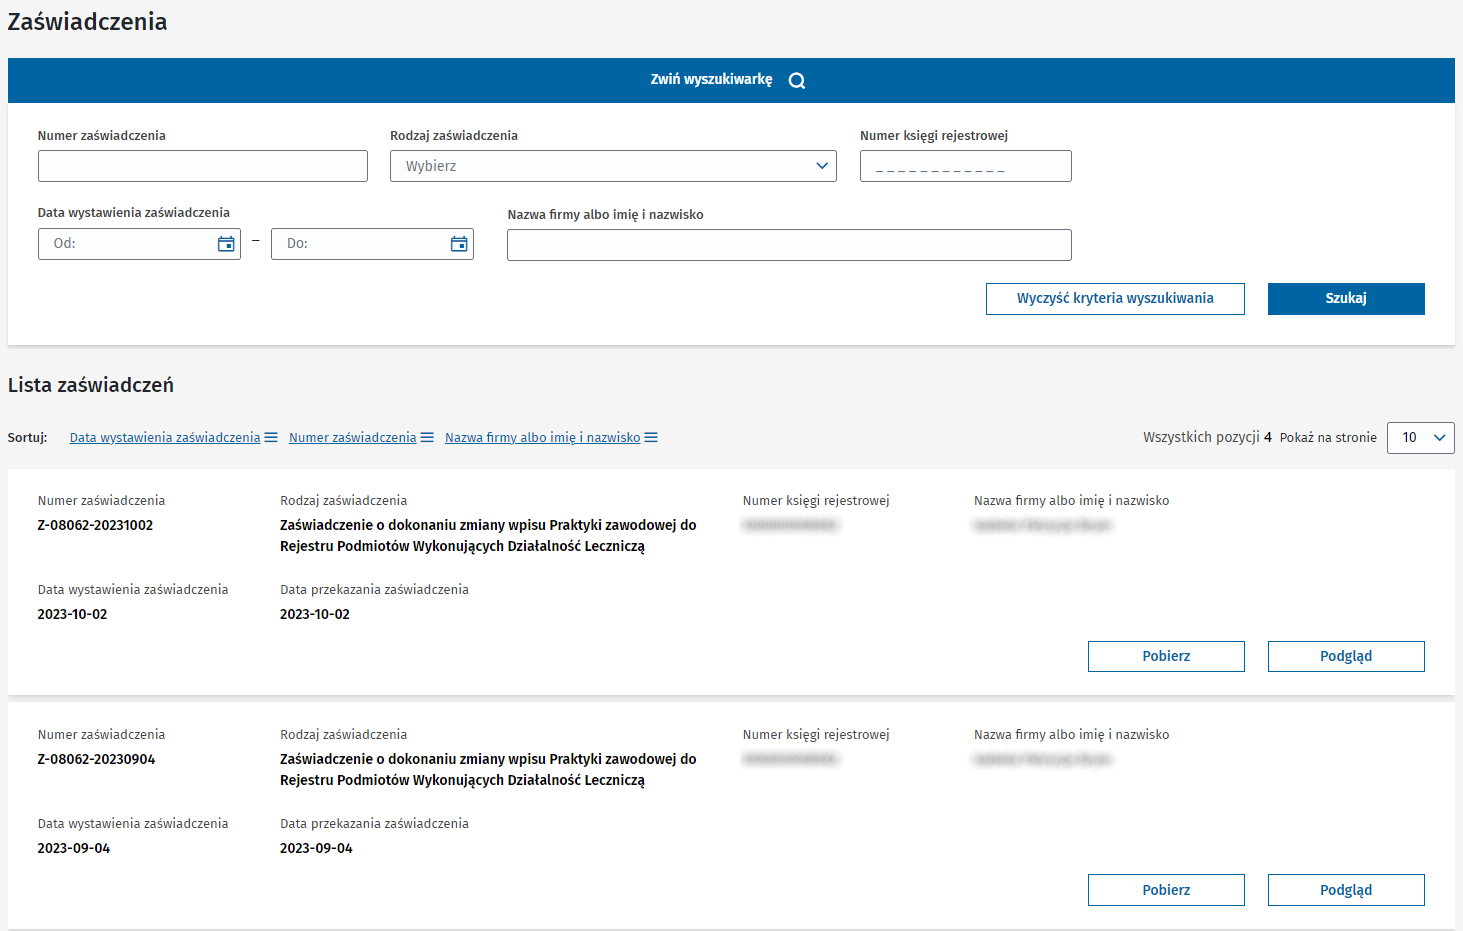 Zaświadczenia
Zwiń wyszukiwarkę
Numer zaświadczenia
Rodzaj zaświadczenia
Numer księgi rejestrowej
Wybierz
_ _ _ _ _ _ _ _ _ _ _ _
Data wystawienia zaświadczenia
Nazwa firmy albo imię i nazwisko
Od: – Do:
Wyczyść kryteria wyszukiwania
Szukaj
Lista zaświadczeń
Sortuj: Data wystawienia zaświadczenia Numer zaświadczenia Nazwa firmy albo imię i nazwisko
Wszystkich pozycji 4 Pokaż na stronie 10
Numer zaświadczenia
Z-08062-20231002
Rodzaj zaświadczenia
Zaświadczenie o dokonaniu zmiany wpisu Praktyki zawodowej do
Rejestru Podmiotów Wykonujących Działalność Leczniczą
Numer księgi rejestrowej
Nazwa firmy albo imię i nazwisko
Data wystawienia zaświadczenia
2023-10-02
Data przekazania zaświadczenia
2023-10-02
Pobierz
Podgląd
Numer zaświadczenia
Z-08062-20230904
Rodzaj zaświadczenia
Zaświadczenie o dokonaniu zmiany wpisu Praktyki zawodowej do
Rejestru Podmiotów Wykonujących Działalność Leczniczą
Numer księgi rejestrowej
Nazwa firmy albo imię i nazwisko
Data wystawienia zaświadczenia
2023-09-04
Data przekazania zaświadczenia
2023-09-04
Pobierz
Podgląd